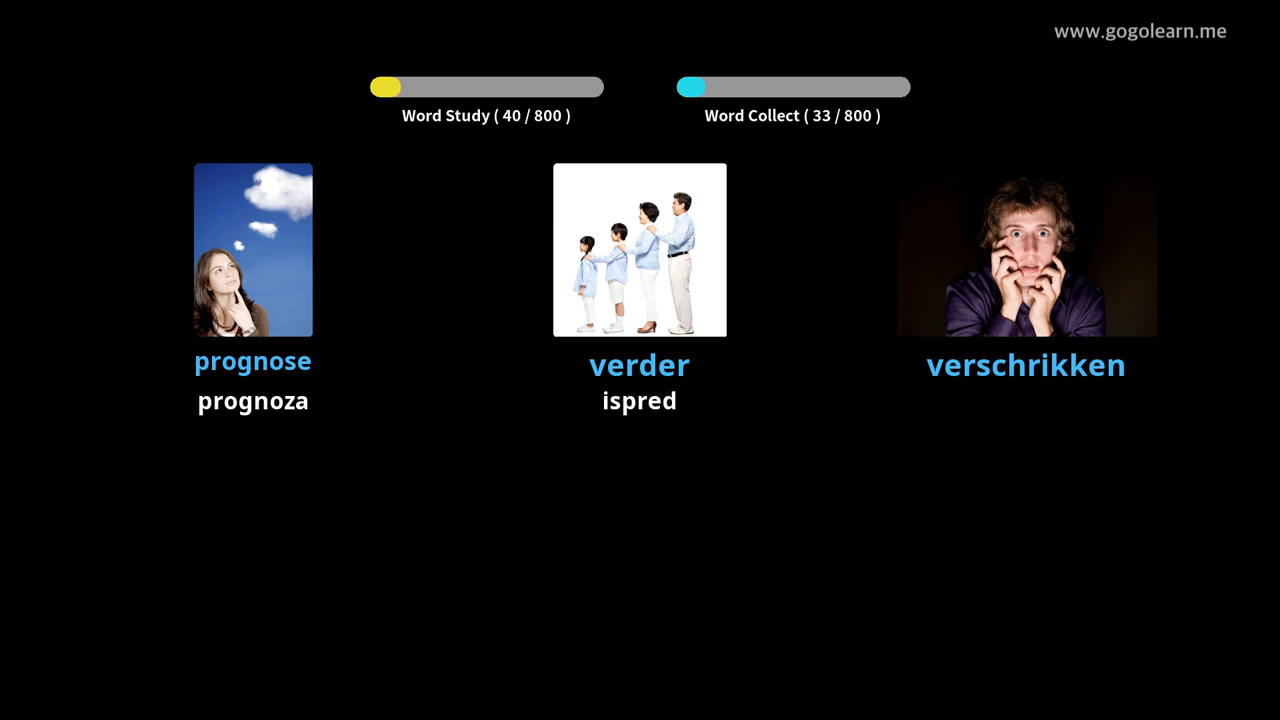 www.gogolearn.me
Word Study ( 40 / 800 )
Word Collect ( 33 / 800 )
prognose
prognoza
verder
ispred
verschrikken